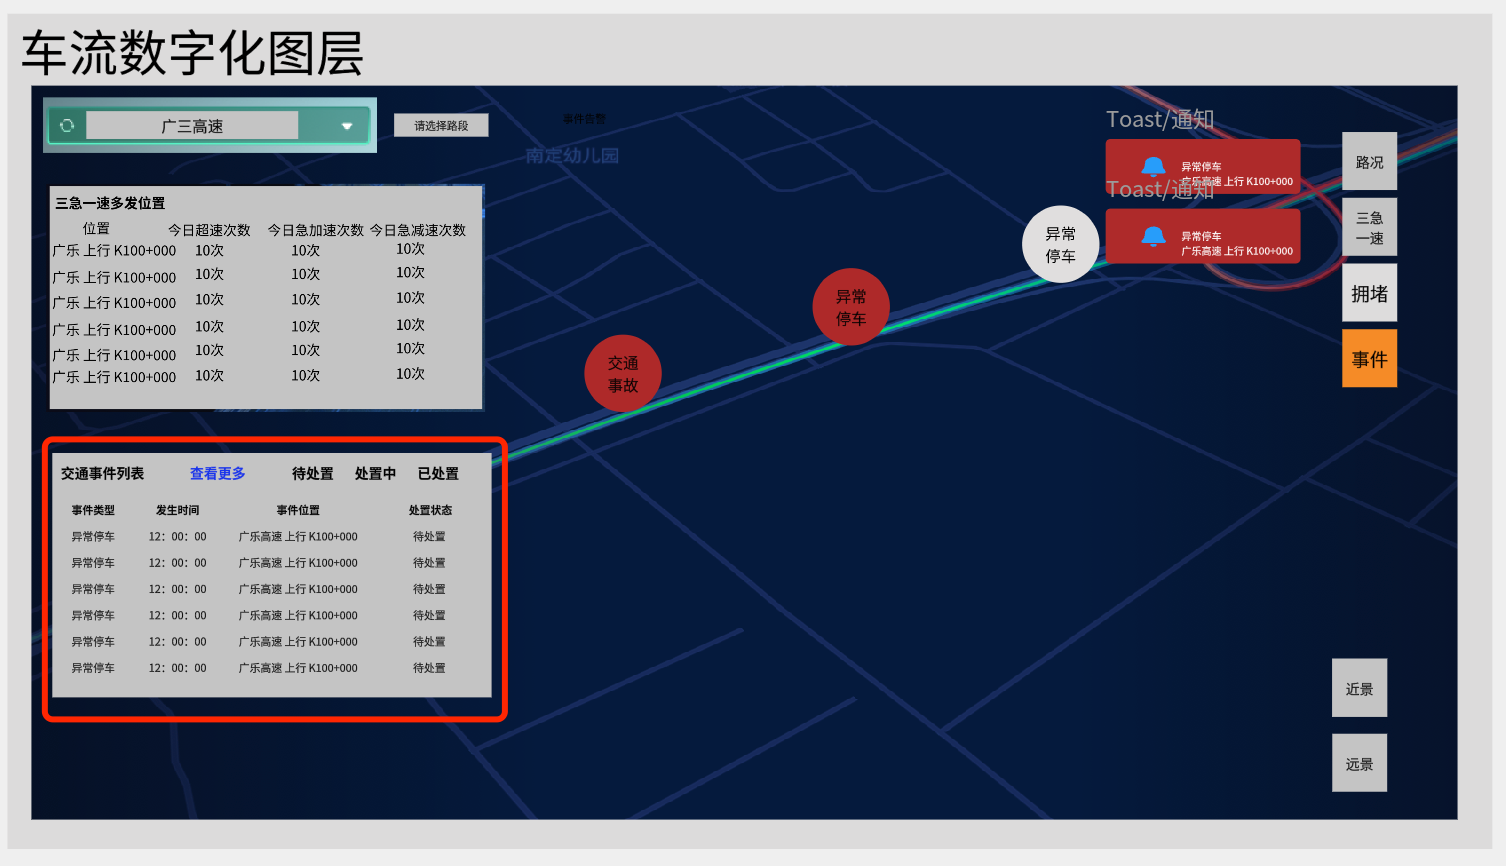 车流数字化图层
广三高速
请选择路段
事件告警
南定幼儿园
Toast/通知
异常停车
广乐高速 上行 K100+000
Toast/通知
异常停车
广乐高速 上行 K100+000
路况
三急
一速
拥堵
事件
三急一速多发位置
位置 今日超速次数 今日急加速次数 今日急减速次数
广乐 上行 K100+000 10次 10次 10次
广乐 上行 K100+000 10次 10次 10次
广乐 上行 K100+000 10次 10次 10次
广乐 上行 K100+000 10次 10次 10次
广乐 上行 K100+000 10次 10次 10次
广乐 上行 K100+000 10次 10次 10次
异常
停车
异常
停车
交通
事故
交通事件列表 查看更多 待处置 处置中 已处置
事件类型 发生时间 事件位置 处置状态
异常停车 12：00：00 广乐高速 上行 K100+000 待处置
异常停车 12：00：00 广乐高速 上行 K100+000 待处置
异常停车 12：00：00 广乐高速 上行 K100+000 待处置
异常停车 12：00：00 广乐高速 上行 K100+000 待处置
异常停车 12：00：00 广乐高速 上行 K100+000 待处置
异常停车 12：00：00 广乐高速 上行 K100+000 待处置
近景
远景